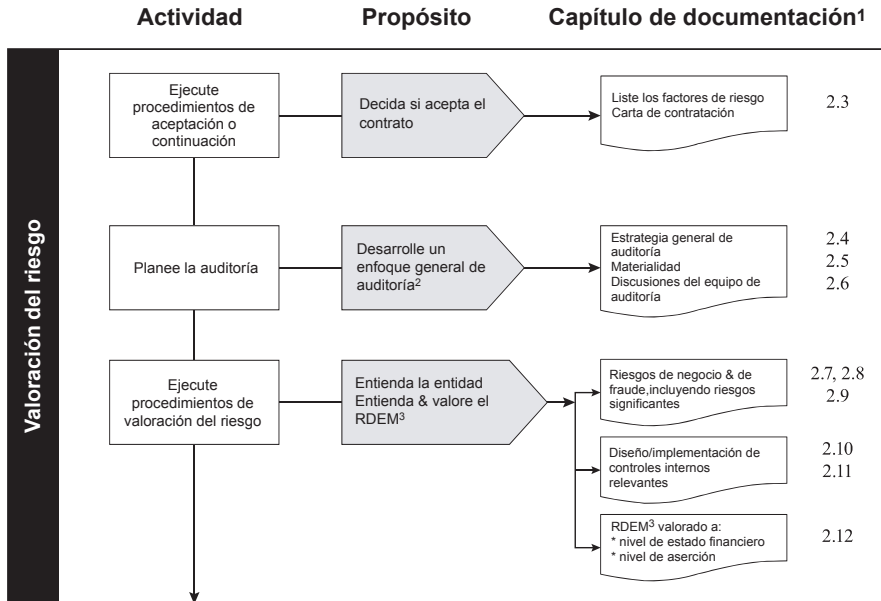 Actividad Propósito Capítulo de documentación1
Valoración del riesgo
Ejecute
procedimientos de
aceptación o
continuación
Decida si acepta el
contrato
Liste los factores de riesgo
Carta de contratación
2.3
Planee la auditoría
Desarrolle un
enfoque general de
auditoría2
Estrategia general de
auditoría
Materialidad
Discusiones del equipo de
auditoría
2.4
2.5
2.6
Ejecute
procedimientos de
valoración del riesgo
Entienda la entidad
Entienda & valore el
RDEM3
Riesgos de negocio & de
fraude,incluyendo riesgos
significantes
2.7, 2.8
2.9
Diseño/implementación de
controles internos
relevantes
2.10
2.11
RDEM3 valorado a:
* nivel de estado financiero
* nivel de aserción
2.12